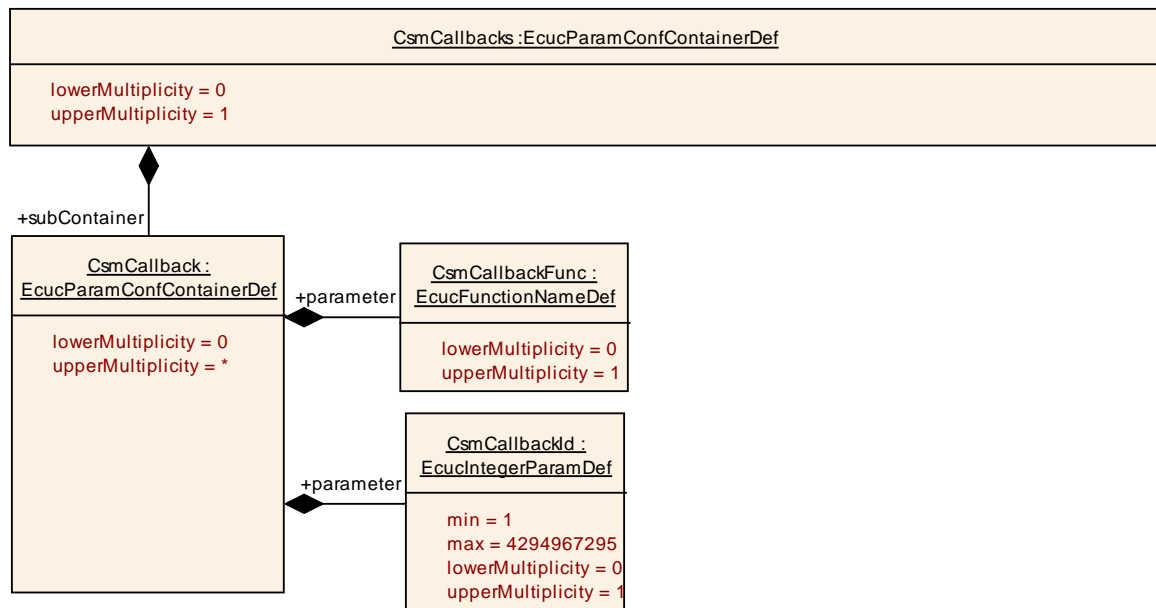 CsmCallbacks :EcucParamConfContainerDef
lowerMultiplicity = 0
upperMultiplicity = 1
+subContainer
CsmCallback :
EcucParamConfContainerDef
lowerMultiplicity = 0
upperMultiplicity = *
+parameter
CsmCallbackFunc :
EcucFunctionNameDef
lowerMultiplicity = 0
upperMultiplicity = 1
+parameter
CsmCallbackId :
EcucIntegerParamDef
min = 1
max = 4294967295
lowerMultiplicity = 0
upperMultiplicity = 1